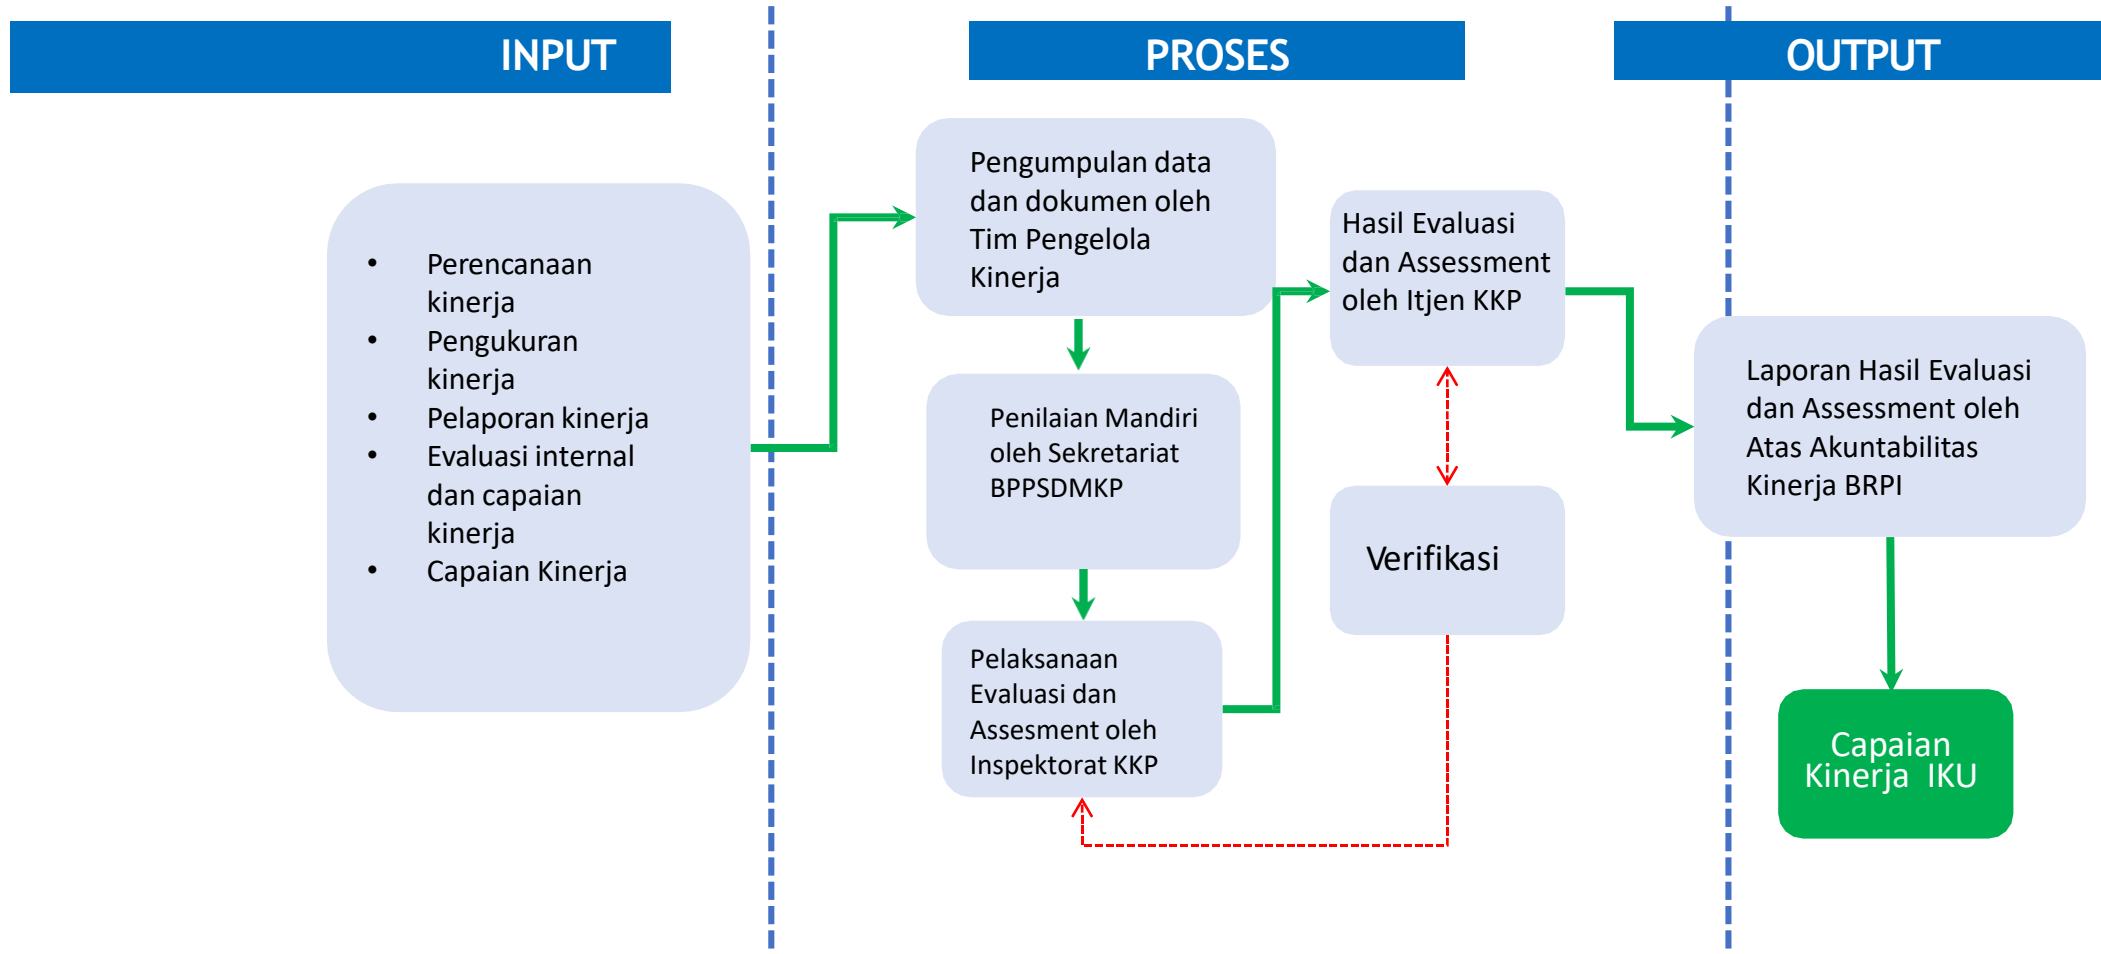 INPUT
PROSES
OUTPUT
• Perencanaan
kinerja
• Pengukuran
kinerja
• Pelaporan kinerja
• Evaluasi internal
dan capaian
kinerja
• Capaian Kinerja
Pengumpulan data
dan dokumen oleh
Tim Pengelola
Kinerja
Penilaian Mandiri
oleh Sekretariat
BPPSDMKP
Pelaksanaan
Evaluasi dan
Assesment oleh
Inspektorat KKP
Hasil Evaluasi
dan Assessment
oleh Itjen KKP
Verifikasi
Laporan Hasil Evaluasi
dan Assessment oleh
Atas Akuntabilitas
Kinerja BRPI
Capaian
Kinerja IKU